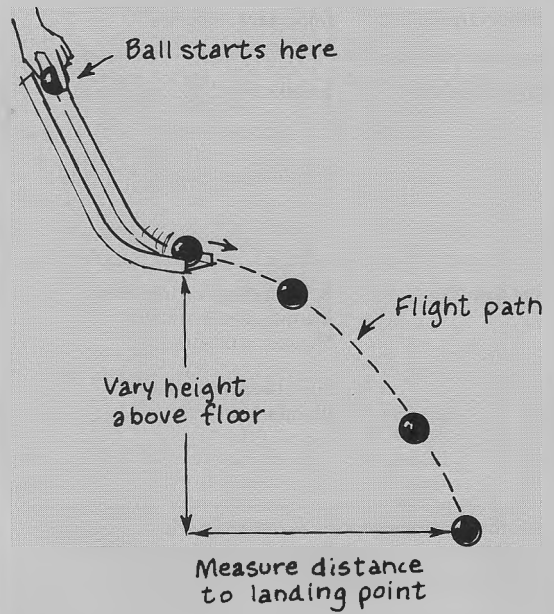 Ball starts here
Flight path
Vary height
above floor
Measure distance
to landing point